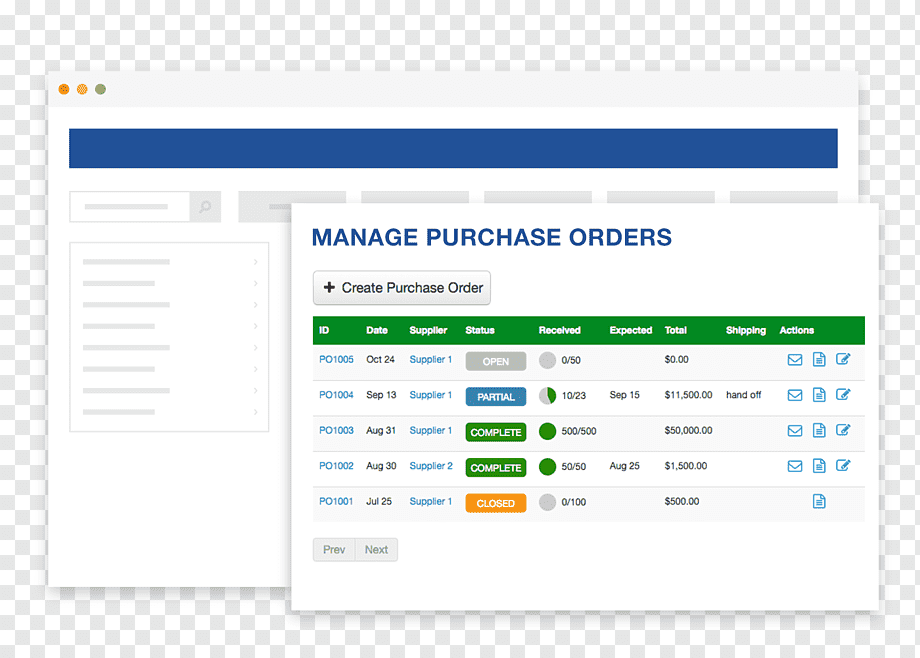 MANAGE PURCHASE ORDERS
+ Create Purchase Order
ID Date Supplier Status Received Expected Total Shipping Actions
PO1005 Oct 24 Supplier 1 OPEN 0/50 $0.00
PO1004 Sep 13 Supplier 1 PARTIAL 10/23 Sep 15 $11,500.00 hand off
PO1003 Aug 31 Supplier 1 COMPLETE 500/500 $50,000.00
PO1002 Aug 30 Supplier 2 COMPLETE 50/50 Aug 25 $1,500.00
PO1001 Jul 25 Supplier 1 CLOSED 0/100 $500.00
Prev Next